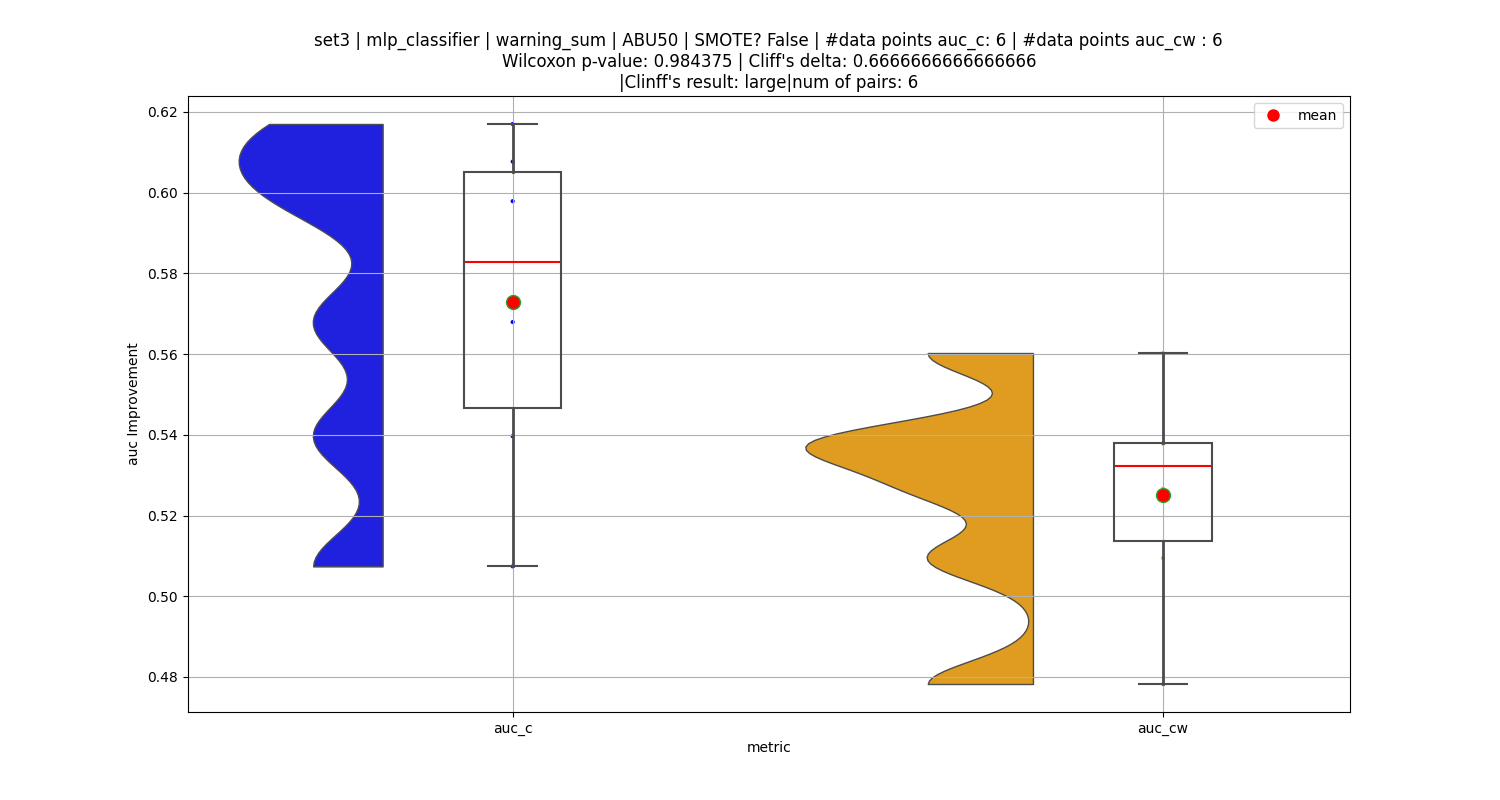 set3 | mlp_classifier | warning_sum | ABU50 | SMOTE? False | #data points auc_c: 6 | #data points auc_cw : 6
Wilcoxon p-value: 0.984375 | Cliff's delta: 0.6666666666666666
|Clinff's result: large|num of pairs: 6
mean
0.62
0.60
0.58
0.56
0.54
0.52
0.50
0.48
auc Improvement
auc_c
auc_cw
metric